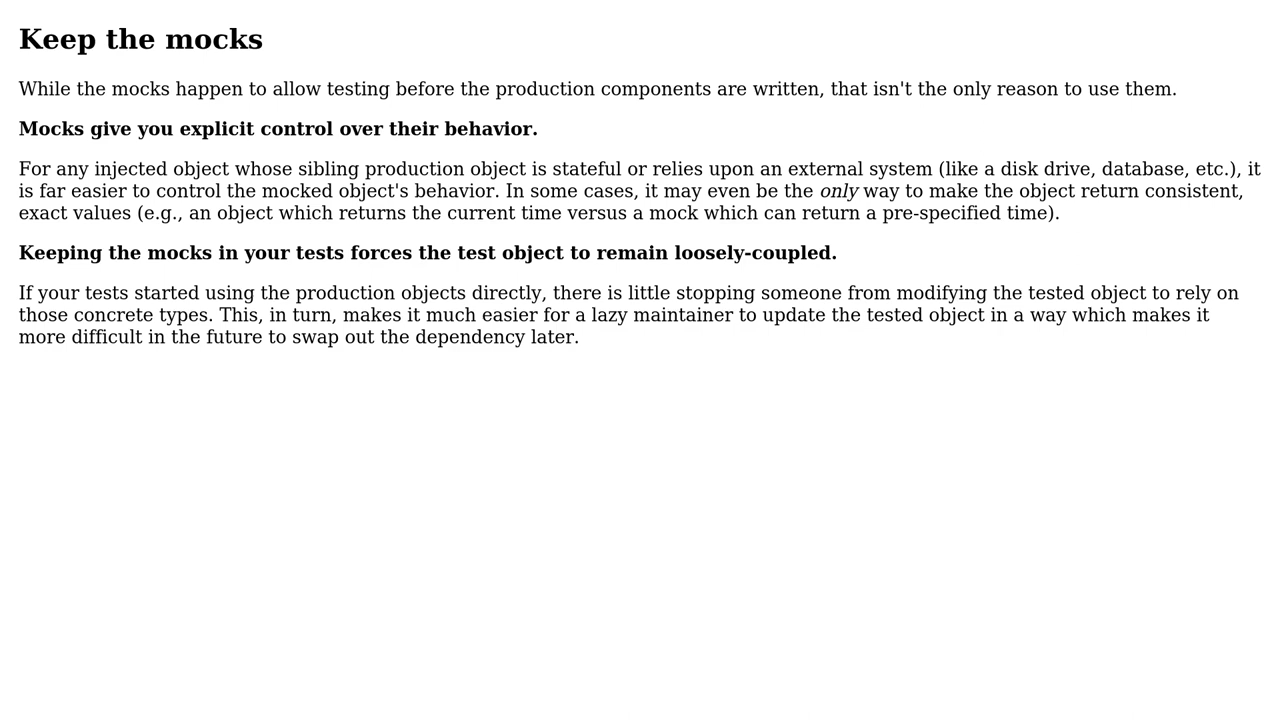 Keep the mocks
While the mocks happen to allow testing before the production components are written, that isn't the only reason to use them.
Mocks give you explicit control over their behavior.
For any injected object whose sibling production object is stateful or relies upon an external system (like a disk drive, database, etc.), it
is far easier to control the mocked object's behavior. In some cases, it may even be the only way to make the object return consistent,
exact values (e.g., an object which returns the current time versus a mock which can return a pre-specified time).
Keeping the mocks in your tests forces the test object to remain loosely-coupled.
If your tests started using the production objects directly, there is little stopping someone from modifying the tested object to rely on
those concrete types. This, in turn, makes it much easier for a lazy maintainer to update the tested object in a way which makes it
more difficult in the future to swap out the dependency later.